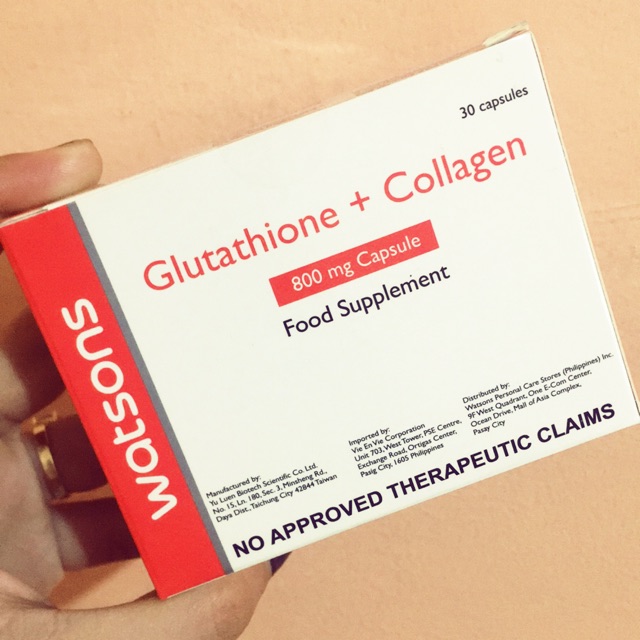 30 capsules
Glutathione + Collagen
800 mg Capsule
Food Supplement
watsons
Manufactured by:
Yu Luen Biotech Scientific Co. Ltd.
No. 15, Ln. 180, Sec. 3, Minsheng Rd.,
Daya Dist., Taichung City 42844 Taiwan
Imported by:
Vie En Vie Corporation
Unit 703, West Tower, PSE Centre,
Exchange Road, Ortigas Center,
Pasig City, 1605 Philippines
Distributed by:
Watsons Personal Care Stores (Philippines) Inc.
9F West Quadrant, One E-Com Center,
Ocean Drive, Mall of Asia Complex,
Pasay City
NO APPROVED THERAPEUTIC CLAIMS